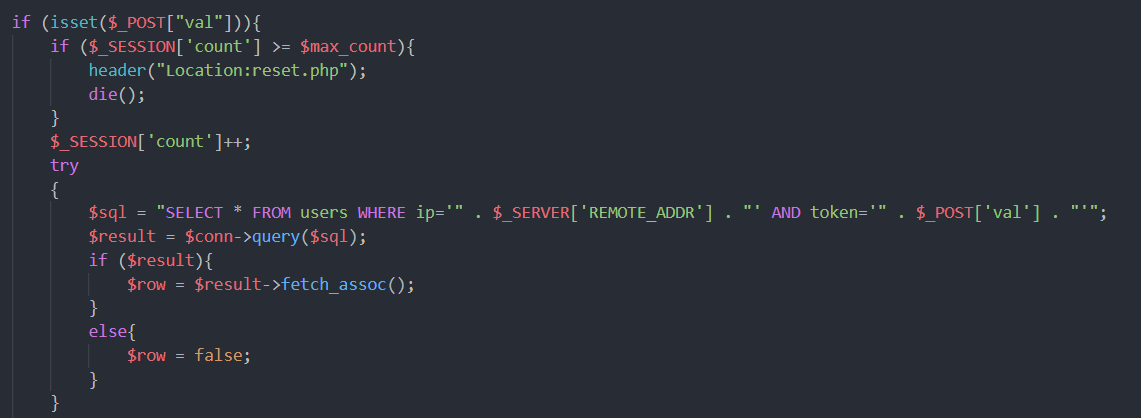 if (isset($_POST["val"])){
    if ($_SESSION['count'] >= $max_count){
        header("Location:reset.php");
        die();
    }
    $_SESSION['count']++;
    try
    {
        $sql = "SELECT * FROM users WHERE ip='" . $_SERVER['REMOTE_ADDR'] . "' AND token='" . $_POST['val'] . "'";
        $result = $conn->query($sql);
        if ($result){
            $row = $result->fetch_assoc();
        }
        else{
            $row = false;
        }
    }